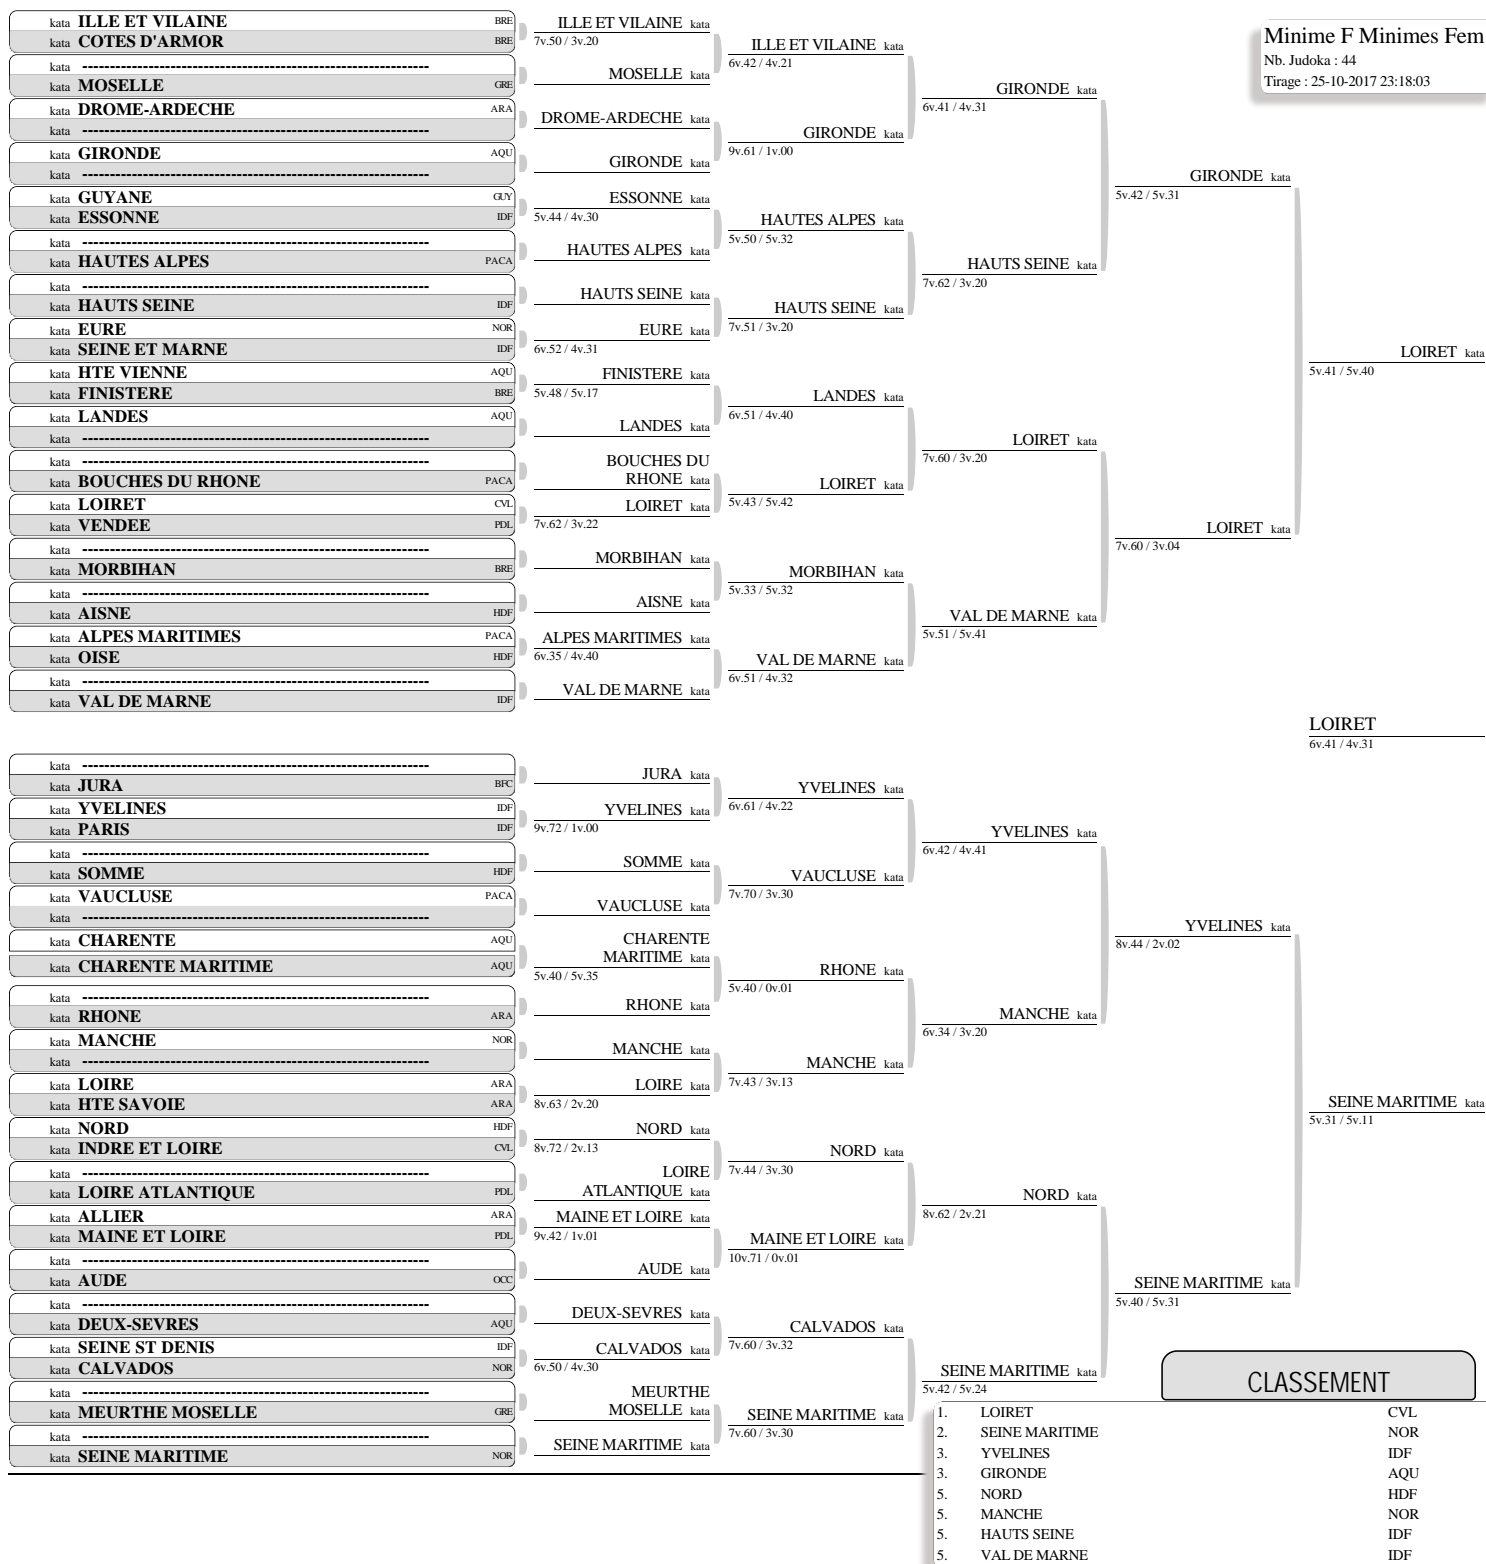 Minime F Minimes Fem
Nb. Judoka : 44
Tirage : 25-10-2017 23:18:03
kata ILLE ET VILAINE BRE
kata COTES D'ARMOR BRE
kata ----------------------------------------------------------------
kata MOSELLE GRE
kata DROME-ARDECHE ARA
kata ----------------------------------------------------------------
kata GIRONDE AQU
kata ----------------------------------------------------------------
kata GUYANE GUY
kata ESSONNE IDF
kata ----------------------------------------------------------------
kata HAUTES ALPES PACA
kata ----------------------------------------------------------------
kata HAUTS SEINE IDF
kata EURE NOR
kata SEINE ET MARNE IDF
kata HTE VIENNE AQU
kata FINISTERE BRE
kata LANDES AQU
kata ----------------------------------------------------------------
kata ----------------------------------------------------------------
kata BOUCHES DU RHONE PACA
kata LOIRET CVL
kata VENDEE PDL
kata ----------------------------------------------------------------
kata MORBIHAN BRE
kata ----------------------------------------------------------------
kata AISNE HDF
kata ALPES MARITIMES PACA
kata OISE HDF
kata ----------------------------------------------------------------
kata VAL DE MARNE IDF
kata ----------------------------------------------------------------
kata JURA BFC
kata YVELINES IDF
kata PARIS IDF
kata ----------------------------------------------------------------
kata SOMME HDF
kata VAUCLUSE PACA
kata ----------------------------------------------------------------
kata CHARENTE AQU
kata CHARENTE MARITIME AQU
kata ----------------------------------------------------------------
kata RHONE ARA
kata MANCHE NOR
kata ----------------------------------------------------------------
kata LOIRE ARA
kata HTE SAVOIE ARA
kata NORD HDF
kata INDRE ET LOIRE CVL
kata ----------------------------------------------------------------
kata LOIRE ATLANTIQUE PDL
kata ALLIER ARA
kata MAINE ET LOIRE PDL
kata ----------------------------------------------------------------
kata AUDE OCC
kata ----------------------------------------------------------------
kata DEUX-SEVRES AQU
kata SEINE ST DENIS IDF
kata CALVADOS NOR
kata ----------------------------------------------------------------
kata MEURTHE MOSELLE GRE
kata ----------------------------------------------------------------
kata SEINE MARITIME NOR
ILLE ET VILAINE kata
7v.50 / 3v.20
MOSELLE kata
DROME-ARDECHE kata
GIRONDE kata
ESSONNE kata
5v.44 / 4v.30
HAUTES ALPES kata
HAUTS SEINE kata
EURE kata
6v.52 / 4v.31
FINISTERE kata
5v.48 / 5v.17
LANDES kata
BOUCHES DU
RHONE kata
LOIRET kata
7v.62 / 3v.22
MORBIHAN kata
AISNE kata
ALPES MARITIMES kata
6v.35 / 4v.40
VAL DE MARNE kata
JURA kata
YVELINES kata
9v.72 / 1v.00
SOMME kata
VAUCLUSE kata
CHARENTE
MARITIME kata
5v.40 / 5v.35
RHONE kata
MANCHE kata
LOIRE kata
8v.63 / 2v.20
NORD kata
8v.72 / 2v.13
LOIRE
ATLANTIQUE kata
MAINE ET LOIRE kata
9v.42 / 1v.01
AUDE kata
DEUX-SEVRES kata
CALVADOS kata
6v.50 / 4v.30
MEURTHE
MOSELLE kata
SEINE MARITIME kata
ILLE ET VILAINE kata
6v.42 / 4v.21
GIRONDE kata
9v.61 / 1v.00
HAUTES ALPES kata
5v.50 / 5v.32
HAUTS SEINE kata
7v.51 / 3v.20
LANDES kata
6v.51 / 4v.40
LOIRET kata
5v.43 / 5v.42
MORBIHAN kata
5v.33 / 5v.32
VAL DE MARNE kata
6v.51 / 4v.32
YVELINES kata
6v.61 / 4v.22
VAUCLUSE kata
7v.70 / 3v.30
RHONE kata
5v.40 / 0v.01
MANCHE kata
7v.43 / 3v.13
NORD kata
7v.44 / 3v.30
MAINE ET LOIRE kata
10v.71 / 0v.01
CALVADOS kata
7v.60 / 3v.32
SEINE MARITIME kata
7v.60 / 3v.30
GIRONDE kata
6v.41 / 4v.31
HAUTS SEINE kata
7v.62 / 3v.20
LOIRET kata
7v.60 / 3v.20
VAL DE MARNE kata
5v.51 / 5v.41
YVELINES kata
6v.42 / 4v.41
MANCHE kata
6v.34 / 3v.20
NORD kata
8v.62 / 2v.21
SEINE MARITIME kata
5v.42 / 5v.24
GIRONDE kata
5v.42 / 5v.31
LOIRET kata
7v.60 / 3v.04
YVELINES kata
8v.44 / 2v.02
SEINE MARITIME kata
5v.40 / 5v.31
LOIRET kata
5v.41 / 5v.40
LOIRET
6v.41 / 4v.31
SEINE MARITIME kata
5v.31 / 5v.11
CLASSEMENT
1. LOIRET CVL
2. SEINE MARITIME NOR
3. YVELINES IDF
3. GIRONDE AQU
5. NORD HDF
5. MANCHE NOR
5. HAUTS SEINE IDF
5. VAL DE MARNE IDF